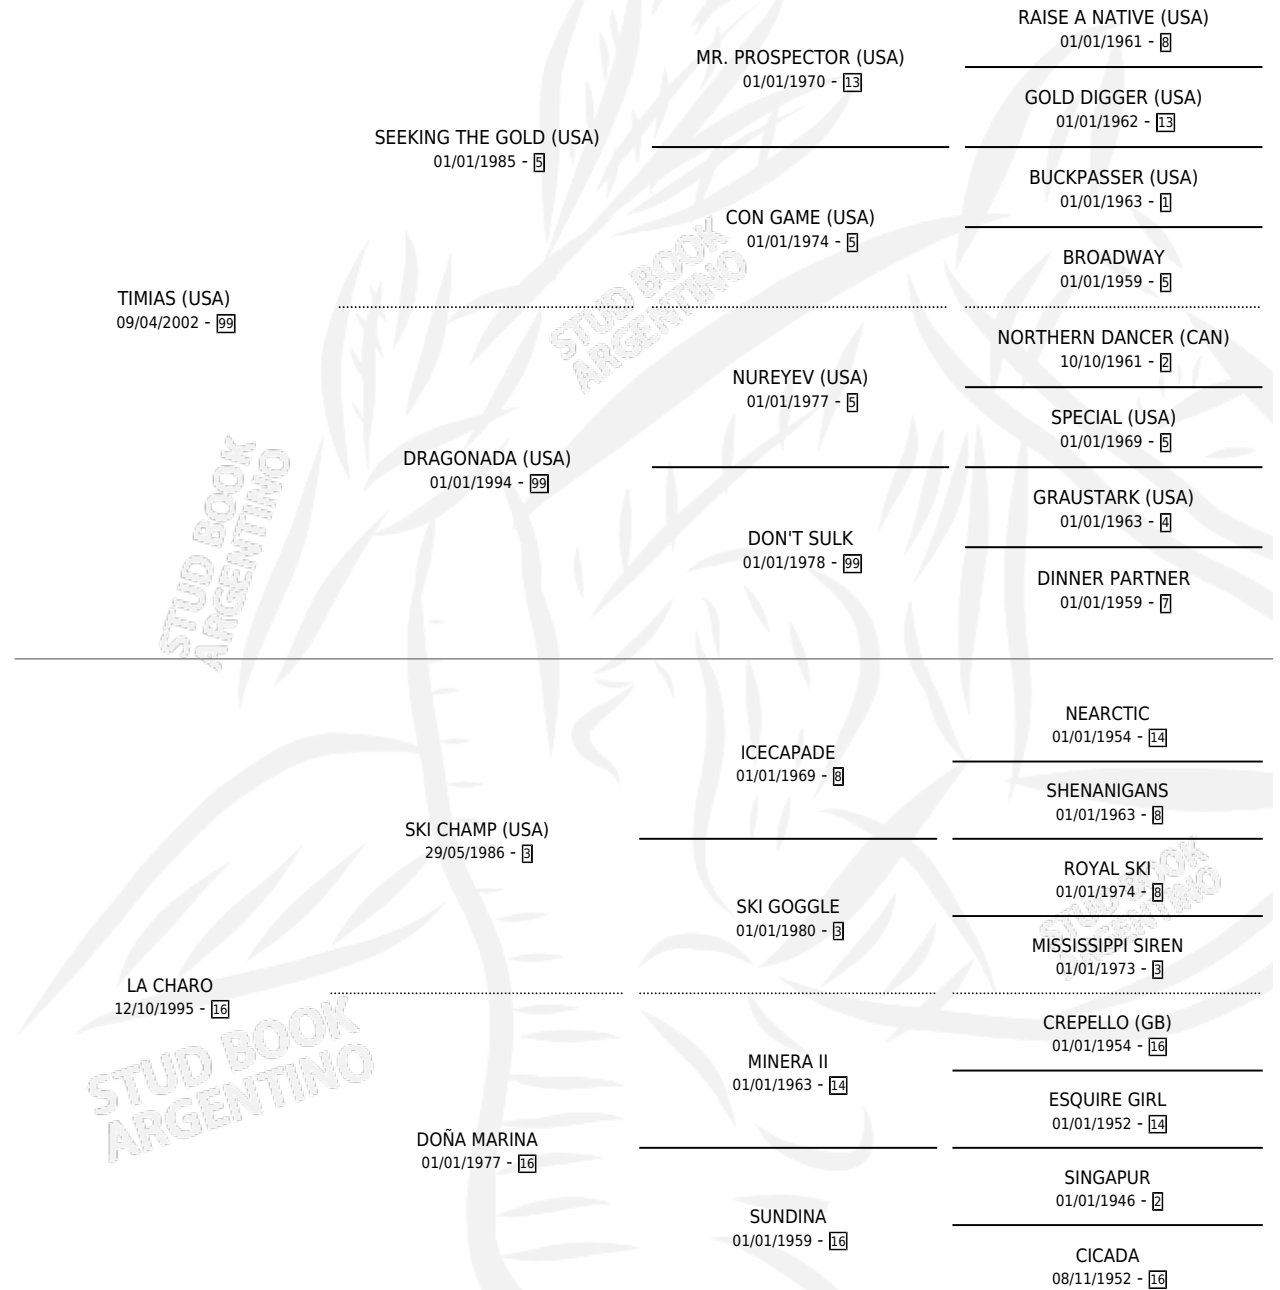 RAISE A NATIVE (USA)
01/01/1961 - 8
MR. PROSPECTOR (USA)
01/01/1970 - 13
GOLD DIGGER (USA)
01/01/1962 - 13
SEEKING THE GOLD (USA)
01/01/1985 - 5
BUCKPASSER (USA)
01/01/1963 - 1
CON GAME (USA)
01/01/1974 - 5
BROADWAY
01/01/1959 - 5
TIMIAS (USA)
09/04/2002 - 99
STUD BOOK
ARGENTINO
NORTHERN DANCER (CAN)
10/10/1961 - 2
NUREYEV (USA)
01/01/1977 - 5
SPECIAL (USA)
01/01/1969 - 5
DRAGONADA (USA)
01/01/1994 - 99
GRAUSTARK (USA)
01/01/1963 - 4
DON'T SULK
01/01/1978 - 99
DINNER PARTNER
01/01/1959 - 7
STUD BOOK
ARGENTINO
NEARCTIC
01/01/1954 - 14
ICECAPADE
01/01/1969 - 8
SHENANIGANS
01/01/1963 - 8
SKI CHAMP (USA)
29/05/1986 - 3
ROYAL SKI
01/01/1974 - 8
SKI GOGGLE
01/01/1980 - 3
STUD BOOK
ARGENTINO
MISSISSIPPI SIREN
01/01/1973 - 3
LA CHARO
12/10/1995 - 16
CREPELLO (GB)
01/01/1954 - 16
MINERA II
01/01/1963 - 14
ESQUIRE GIRL
01/01/1952 - 14
STUD BOOK
ARGENTINO
DOÑA MARINA
01/01/1977 - 16
SINGAPUR
01/01/1946 - 2
SUNDINA
01/01/1959 - 16
CICADA
08/11/1952 - 16